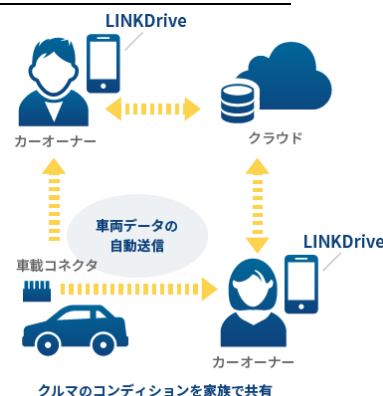 LINKDrive
カーオーナー
クラウド
車両データの
自動送信
車載コネクタ
LINKDrive
カーオーナー
クルマのコンディションを家族で共有